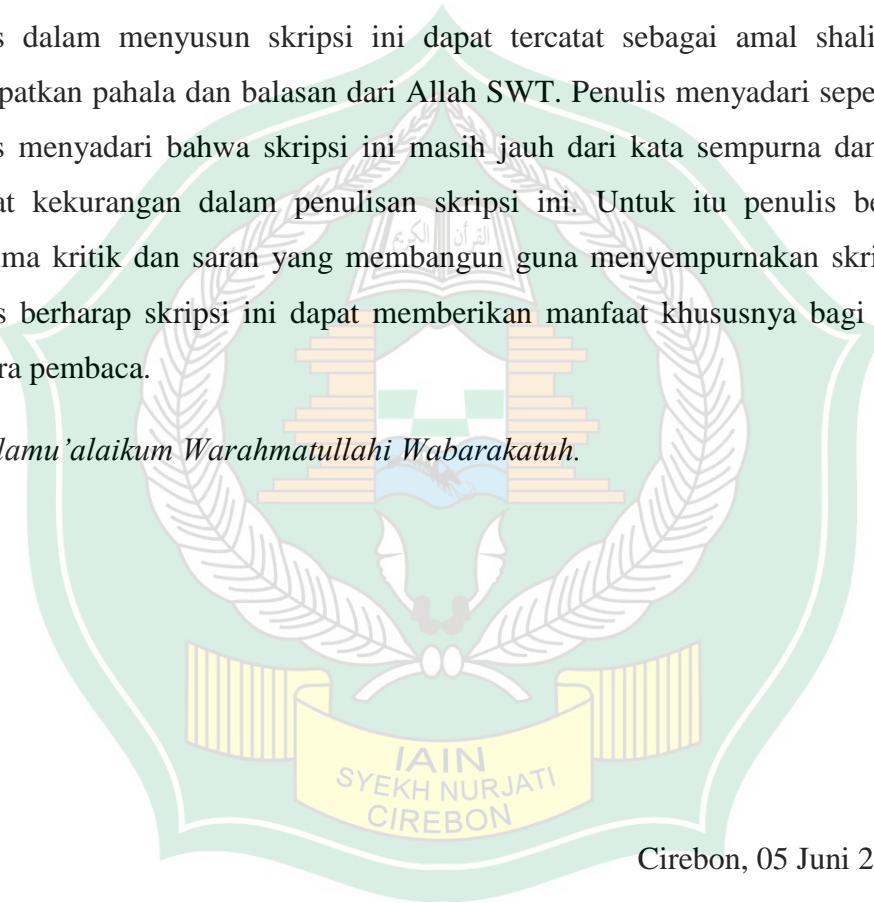 s dalam menyusun skripsi ini dapat tercatat sebagai amal shali
patkan pahala dan balasan dari Allah SWT. Penulis menyadari sepe
s menyadari bahwa skripsi ini masih jauh dari kata sempurna dan
at kekurangan dalam penulisan skripsi ini. Untuk itu penulis be
ma kritik dan saran yang membangun guna menyempurnakan skri
s berharap skripsi ini dapat memberikan manfaat khususnya bagi
ra pembaca.
lamu’alaikum Warahmatullahi Wabarakatuh.
القرآن الكريم
IAIN
SYEKH NURJATI
CIREBON
Cirebon, 05 Juni 2